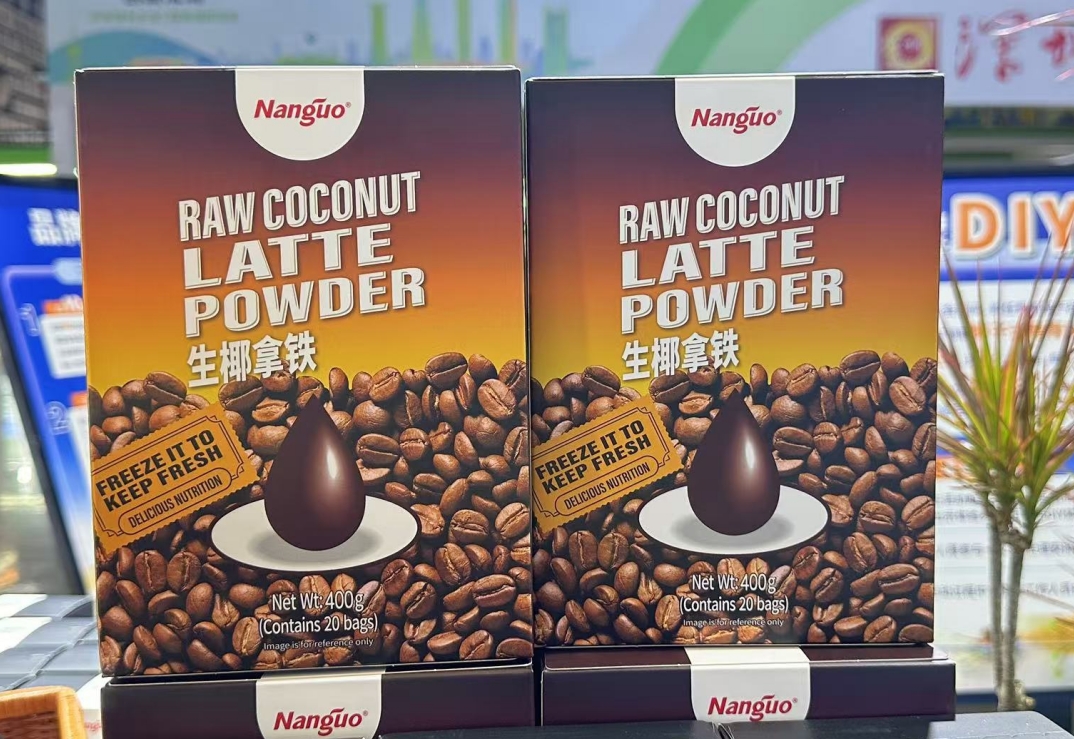 Nanguo®
RAW COCONUT
LATTE
POWDER
生椰拿铁
FREEZE IT TO
KEEP FRESH
DELICIOUS NUTRITION
Net Wt: 400g
(Contains 20 bags)
Image is for reference only
Nanguo®
Nanguo®
RAW COCONUT
LATTE
POWDER
生椰拿铁
FREEZE IT TO
KEEP FRESH
DELICIOUS NUTRITION
Net Wt: 400g
(Contains 20 bags)
Image is for reference only
Nanguo®
DIY
1
2